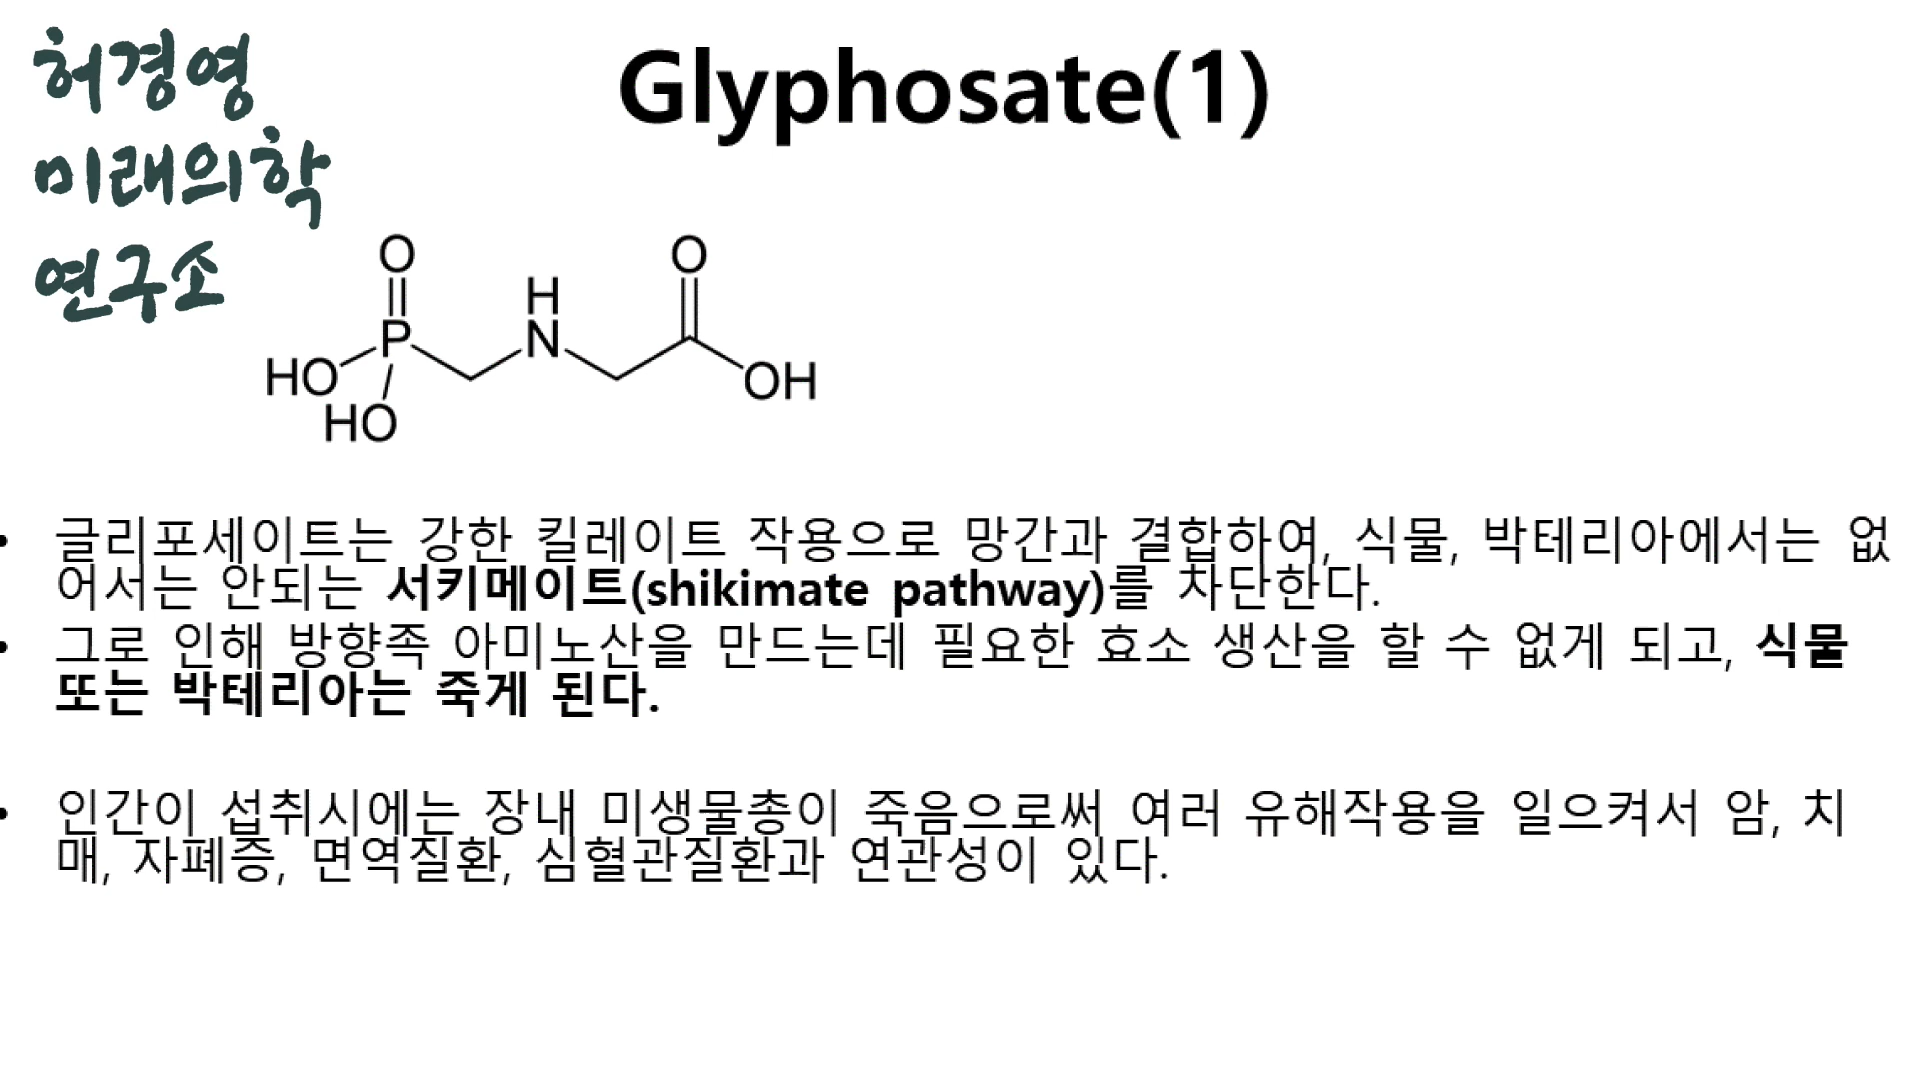 허경영
미래의학
연구소
Glyphosate(1)
O
O
H
N
P
HO
HO
OH
• 글리포세이트는 강한 킬레이트 작용으로 망간과 결합하여, 식물, 박테리아에서는 없
어서는 안되는 서키메이트(shikimate pathway)를 차단한다.
• 그로 인해 방향족 아미노산을 만드는데 필요한 효소 생산을 할 수 없게 되고, 식물
또는 박테리아는 죽게 된다.
• 인간이 섭취시에는 장내 미생물총이 죽음으로써 여러 유해작용을 일으켜서 암, 치
매, 자폐증, 면역질환, 심혈관질환과 연관성이 있다.